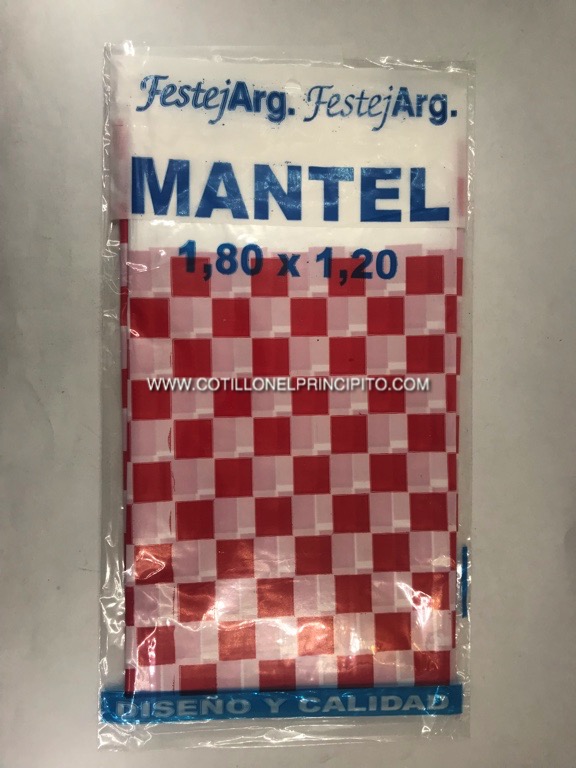 FestejArg. FestejArg.
MANTEL
1,80 x 1,20
WWW.COTILLONELPRINCIPITO.COM
DISEÑO Y CALIDAD